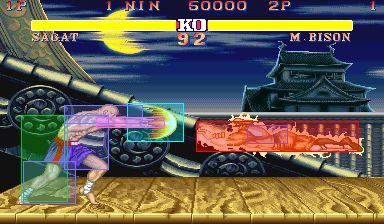 1P 1 NIN 50000 2P 1
KO
SAGAT 92 M.BISON